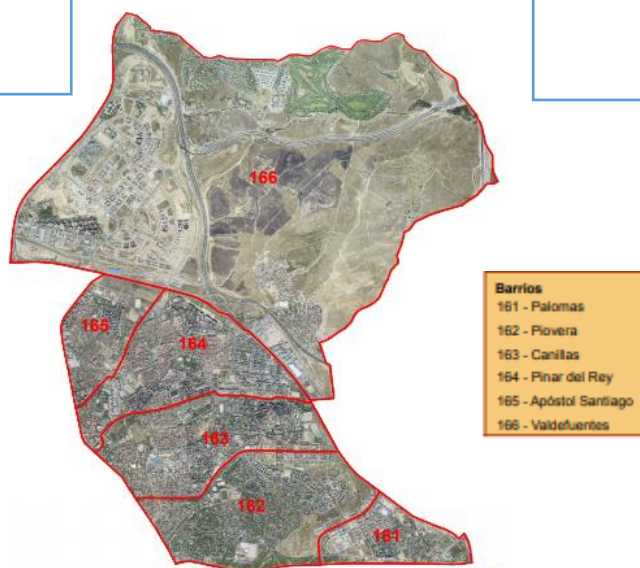 166
165
164
163
162
161
Barrios
161 - Palomas
162 - Piovera
163 - Canillas
164 - Pinar del Rey
165 - Apóstol Santiago
166 - Valdefuentes